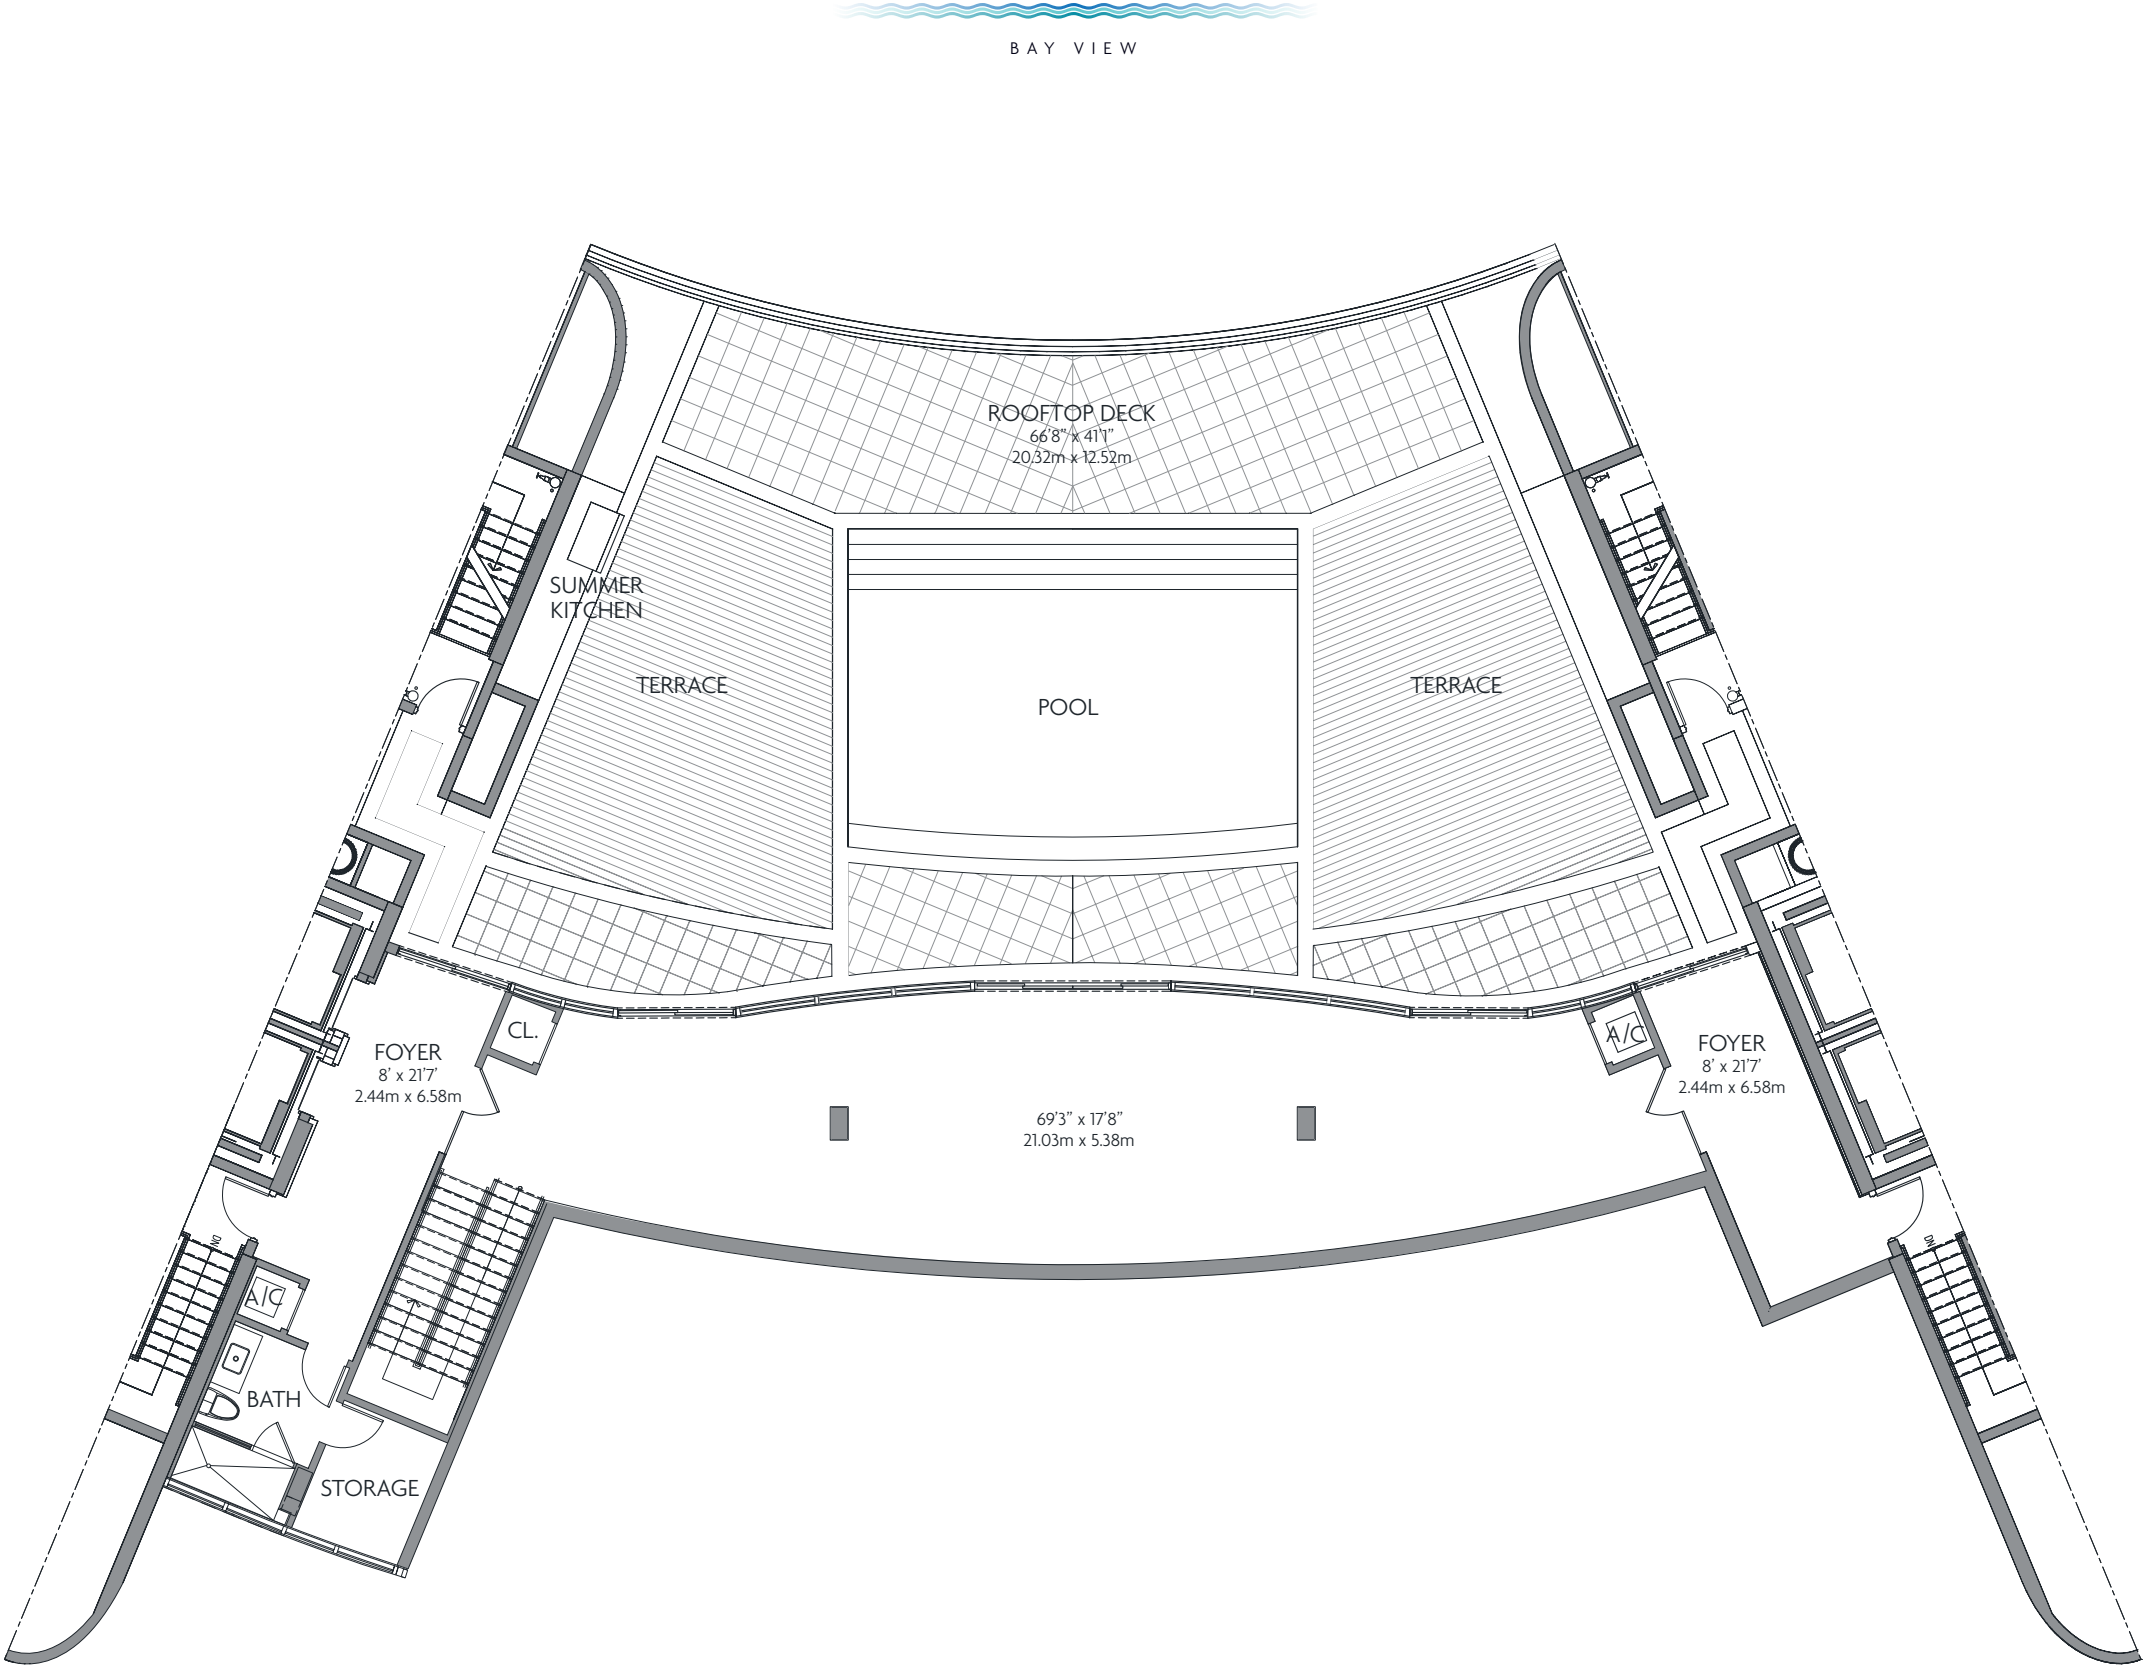 BAY VIEW
ROOFTOP DECK
66'8” x 41'1”
20.32m x 12.52m
SUMMER
KITCHEN
TERRACE
POOL
TERRACE
CL.
A/C
FOYER
8' x 21'7'
2.44m x 6.58m
FOYER
8' x 21'7'
2.44m x 6.58m
69'3” x 17'8”
21.03m x 5.38m
DN
DN
A/C
BATH
STORAGE